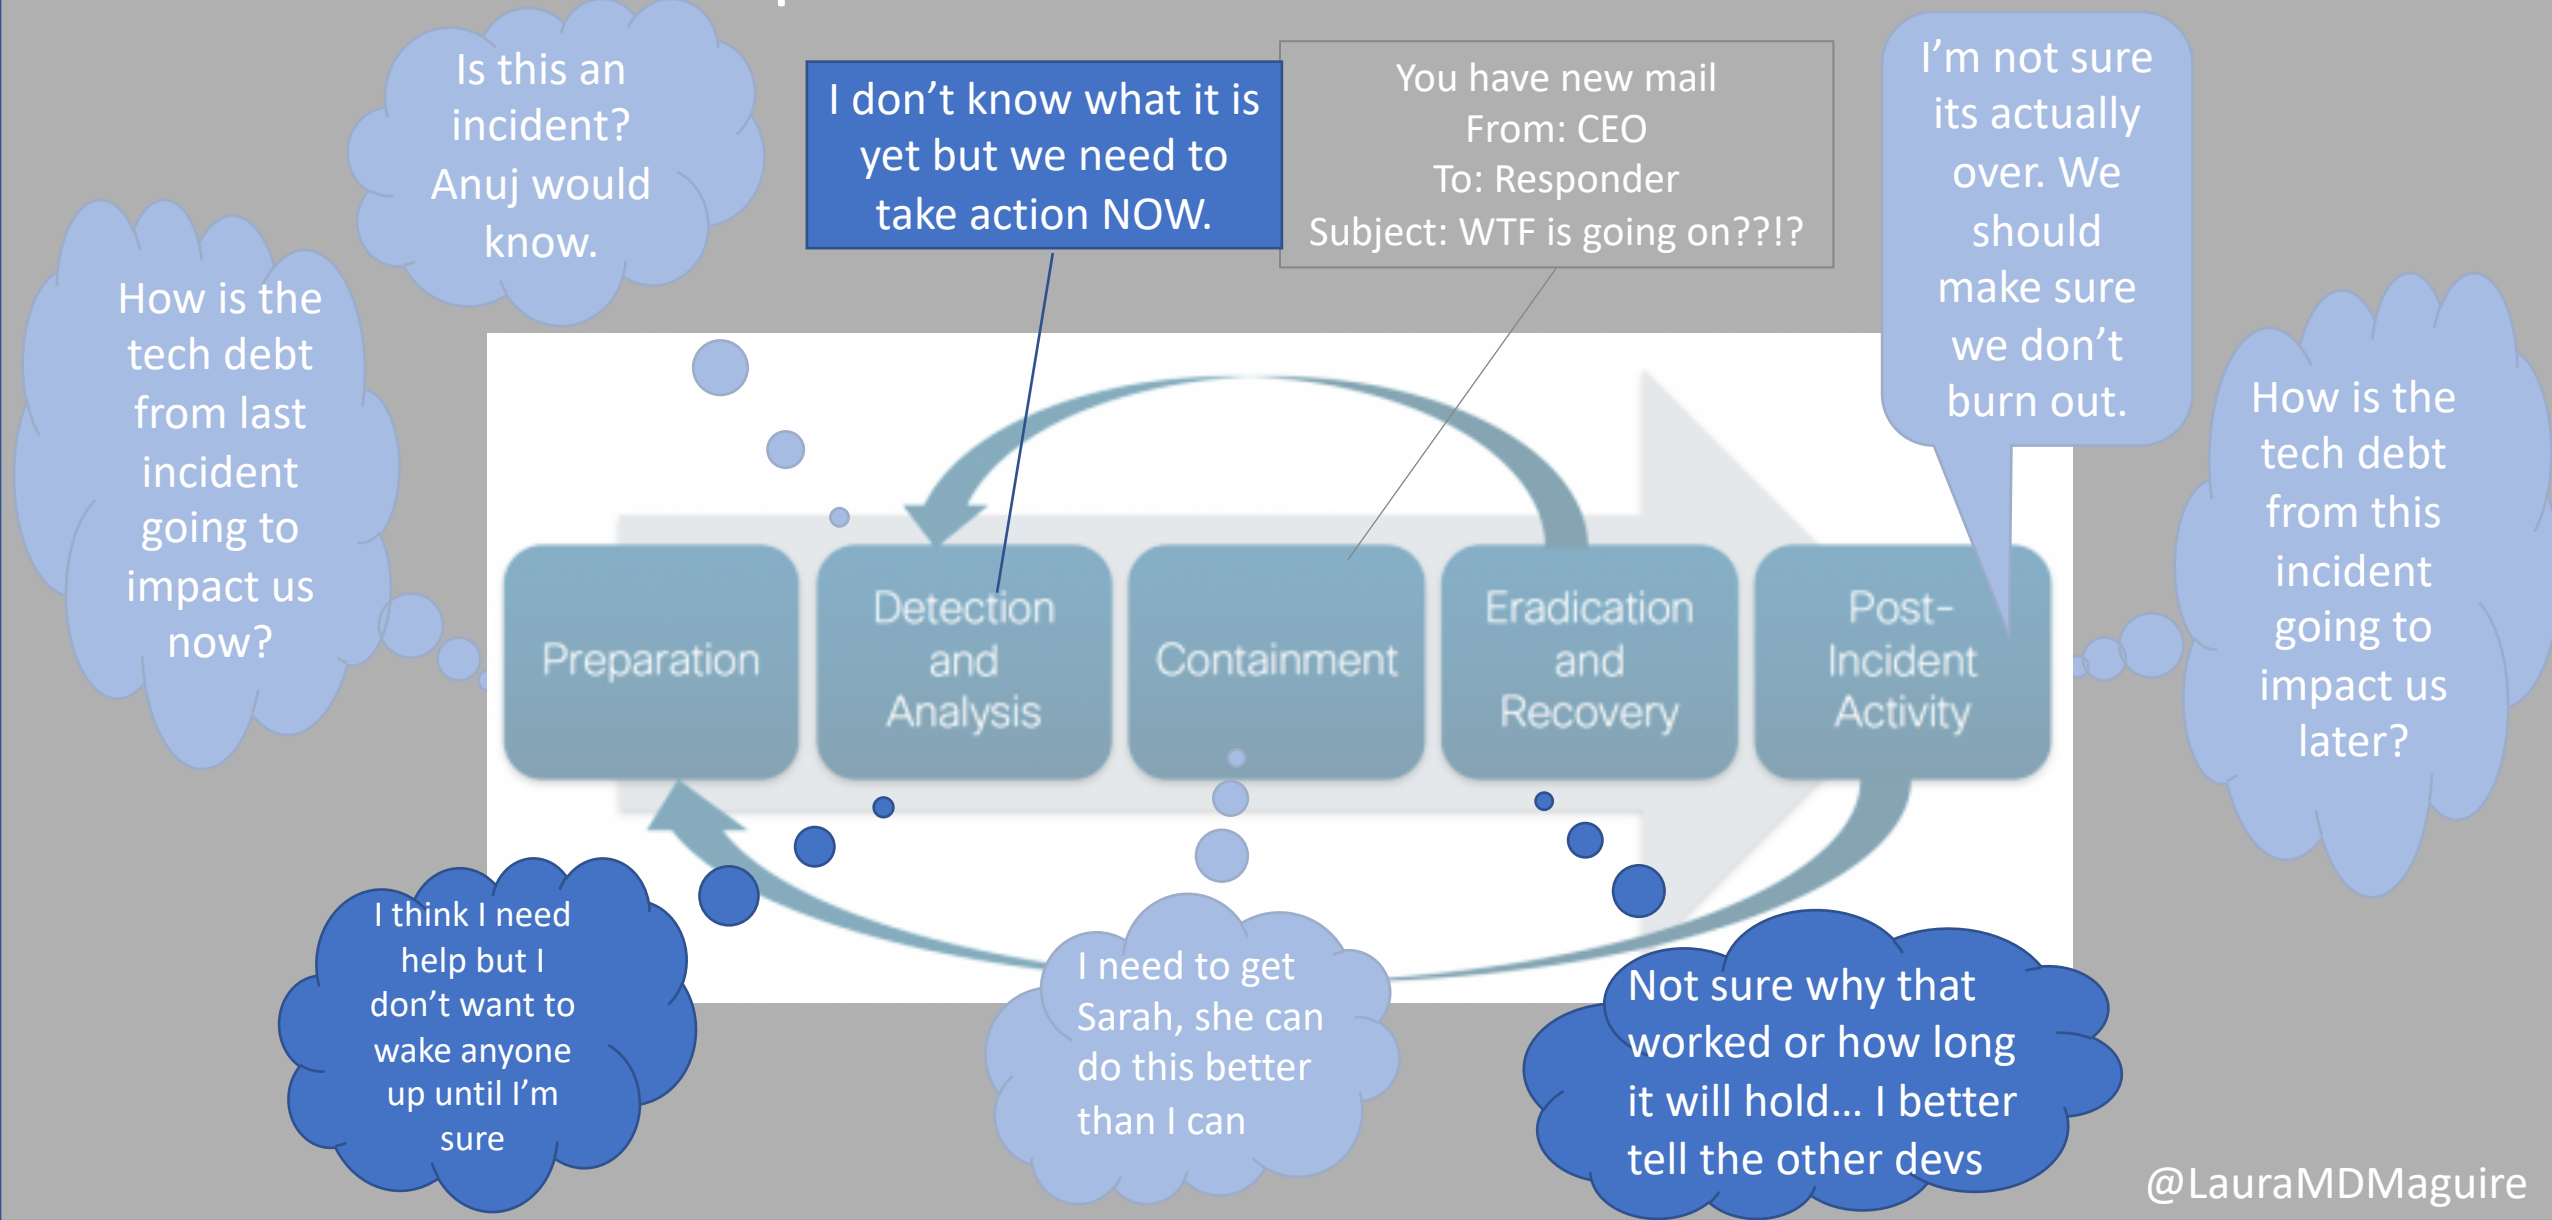 Is this an
incident?
Anuj would
know.
I don't know what it is
yet but we need to
take action NOW.
You have new mail
From: CEO
To: Responder
Subject: WTF is going on??!?
I'm not sure
its actually
over. We
should
make sure
we don't
burn out.
How is the
tech debt
from last
incident
going to
impact us
now?
How is the
tech debt
from this
incident
going to
impact us
later?
Preparation
Detection
and
Analysis
Containment
Eradication
and
Recovery
Post-
Incident
Activity
I think I need
help but I
don't want to
wake anyone
up until I'm
sure
I need to get
Sarah, she can
do this better
than I can
Not sure why that
worked or how long
it will hold... I better
tell the other devs
@LauraMDMaguire